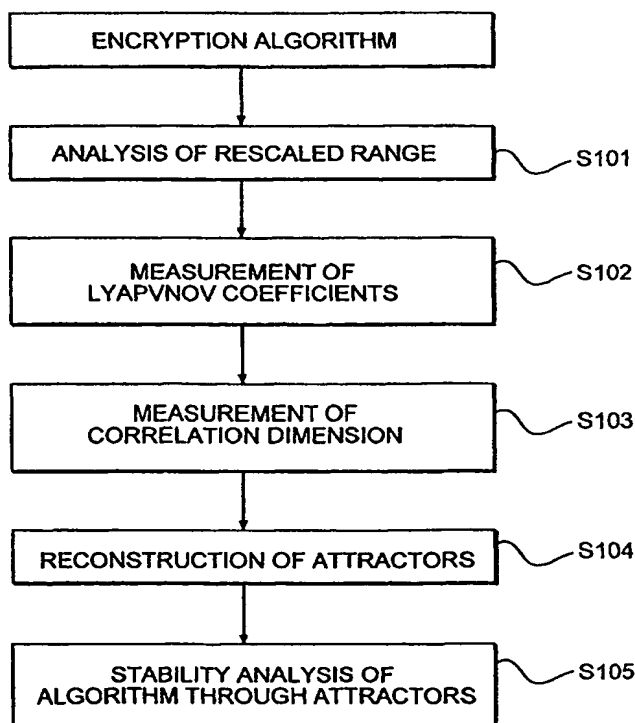 ENCRYPTION ALGORITHM
ANALYSIS OF RESCALED RANGE
S101
MEASUREMENT OF
LYAPVNOV COEFFICIENTS
S102
MEASUREMENT OF
CORRELATION DIMENSION
S103
RECONSTRUCTION OF ATTRACTORS
S104
STABILITY ANALYSIS OF
ALGORITHM THROUGH ATTRACTORS
S105